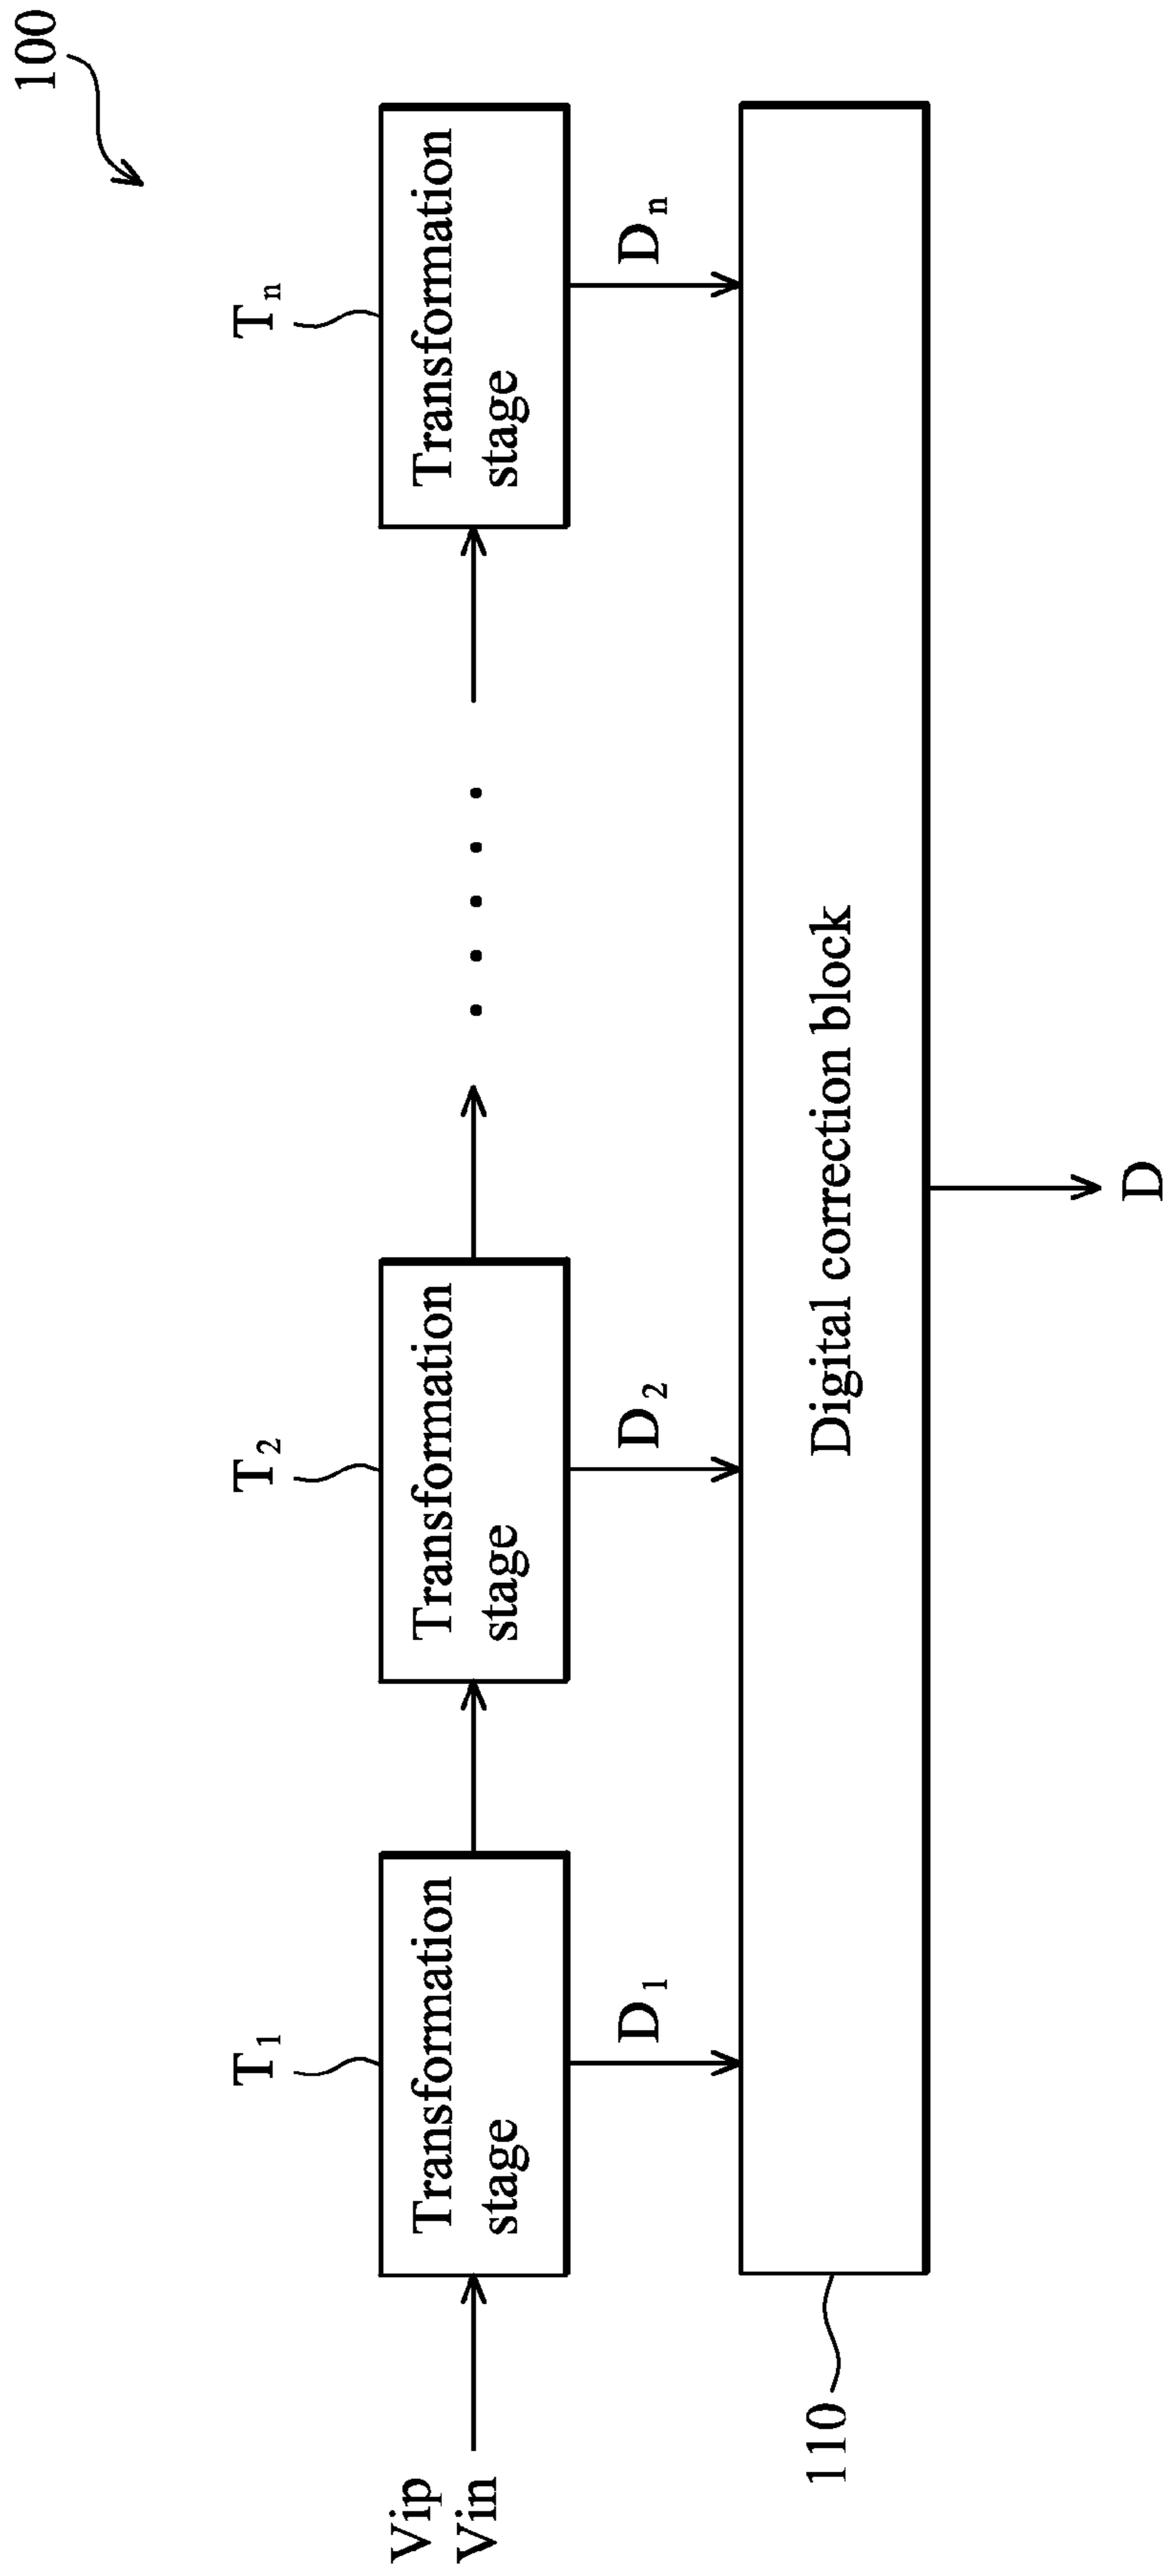 100
T1
T2
Tn
Vip
Vin
Transformation
stage
Transformation
stage
Transformation
stage
D1
D2
Dn
110
Digital correction block
D